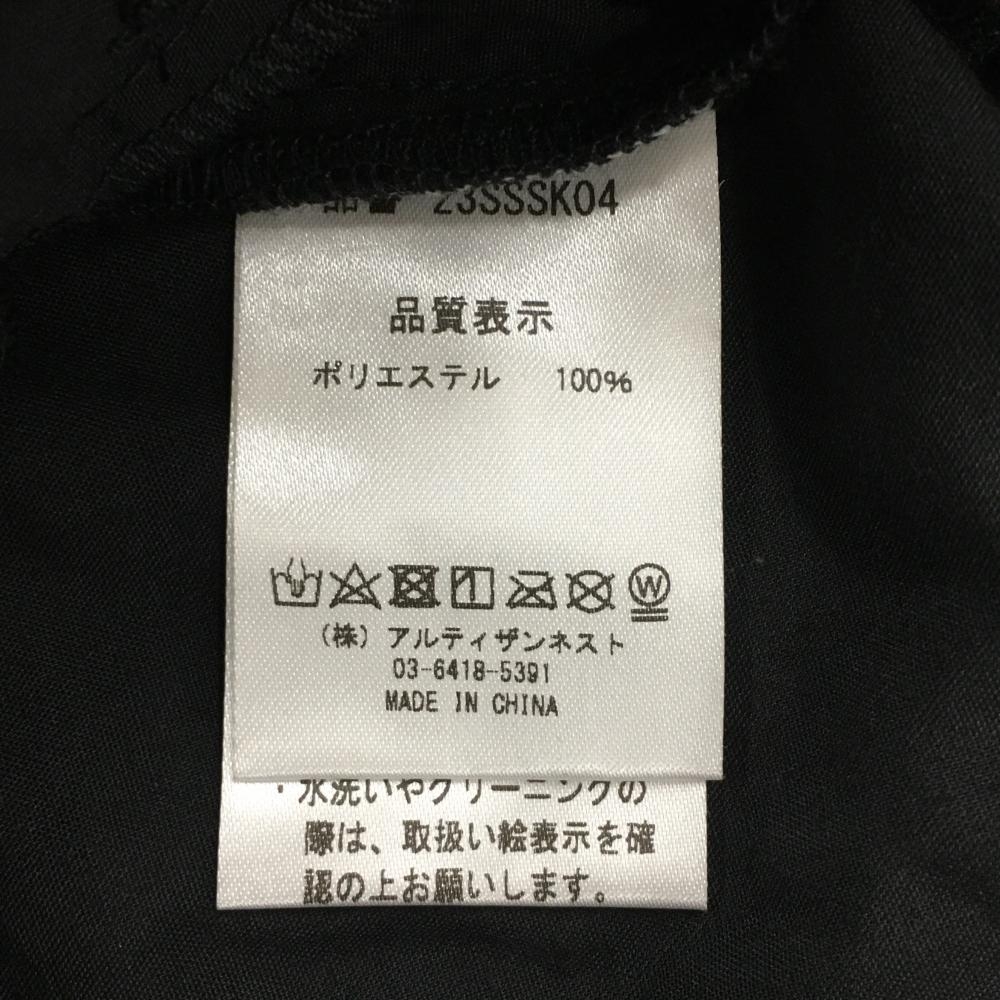 品番 23SSSK04
品質表示
ポリエステル 100%
W
(株) アルティザンネスト
03-6418-5391
MADE IN CHINA
・水洗いやクリーニングの
際は、取扱い絵表示を確
認の上お願いします。